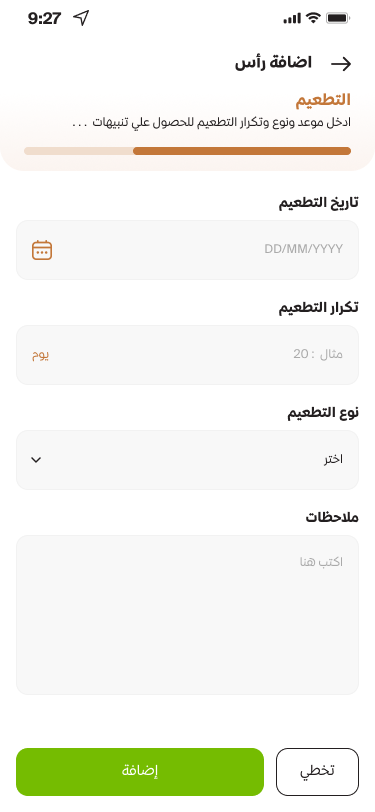 9:27
اضافة رأس
التطعيم
ادخل موعد ونوع وتكرار التطعيم للحصول علي تنبيهات ...
تاريخ التطعيم
DD/MM/YYYY
تكرار التطعيم
مثال : 20
يوم
نوع التطعيم
اختر
ملاحظات
اكتب هنا
تخطي
إضافة